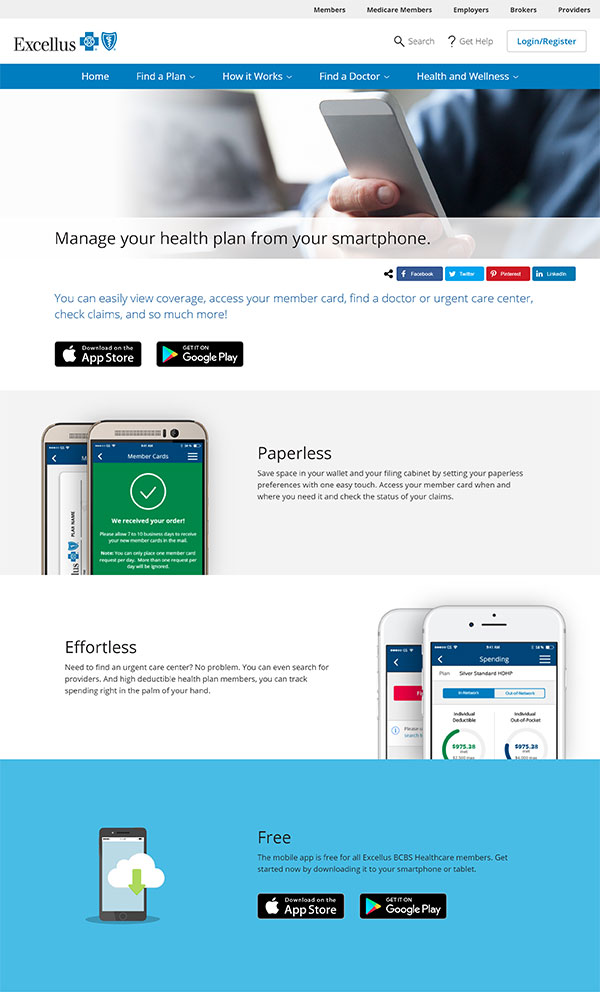 Members Medicare Members Employers Brokers Providers
Excellus
Search Get Help Login/Register
Home Find a Plan How it Works Find a Doctor Health and Wellness
Manage your health plan from your smartphone.
Facebook Twitter Pinterest LinkedIn
You can easily view coverage, access your member card, find a doctor or urgent care center,
check claims, and so much more!
Download on the App Store
GET IT ON Google Play
9:41 AM
Member Cards
PLAN NAME
We received your order!
Please allow 7 to 10 business days to receive
your new member cards in the mail.
Note: You can only place one member card
request per day. More than one request per
day will be ignored.
Paperless
Save space in your wallet and your filing cabinet by setting your paperless
preferences with one easy touch. Access your member card when and
where you need it and check the status of your claims.
Effortless
Need to find an urgent care center? No problem. You can even search for
providers. And high deductible health plan members, you can track
spending right in the palm of your hand.
9:41 AM
Spending
Plan Silver Standard HDHP
In-Network Out-of-Network
Individual
Deductible
Individual
Out-of-Pocket
$975.28
$975.28
Free
The mobile app is free for all Excellus BCBS Healthcare members. Get
started now by downloading it to your smartphone or tablet.
Download on the App Store
GET IT ON Google Play